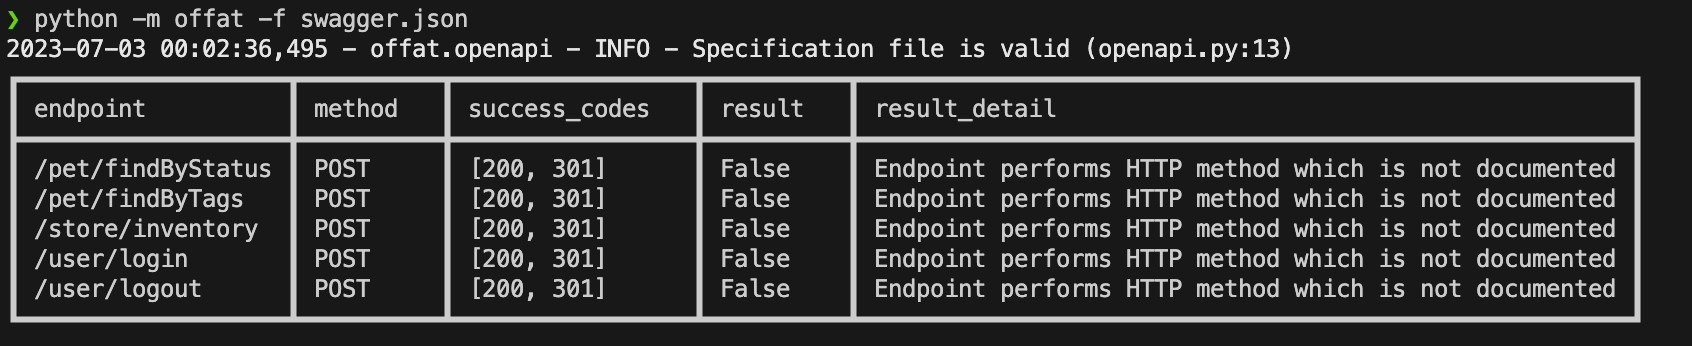 ❯ python -m offat -f swagger.json
2023-07-03 00:02:36,495 - offat.openapi - INFO - Specification file is valid (openapi.py:13)
endpoint method success_codes result result_detail
/pet/findByStatus POST [200, 301] False Endpoint performs HTTP method which is not documented
/pet/findByTags POST [200, 301] False Endpoint performs HTTP method which is not documented
/store/inventory POST [200, 301] False Endpoint performs HTTP method which is not documented
/user/login POST [200, 301] False Endpoint performs HTTP method which is not documented
/user/logout POST [200, 301] False Endpoint performs HTTP method which is not documented